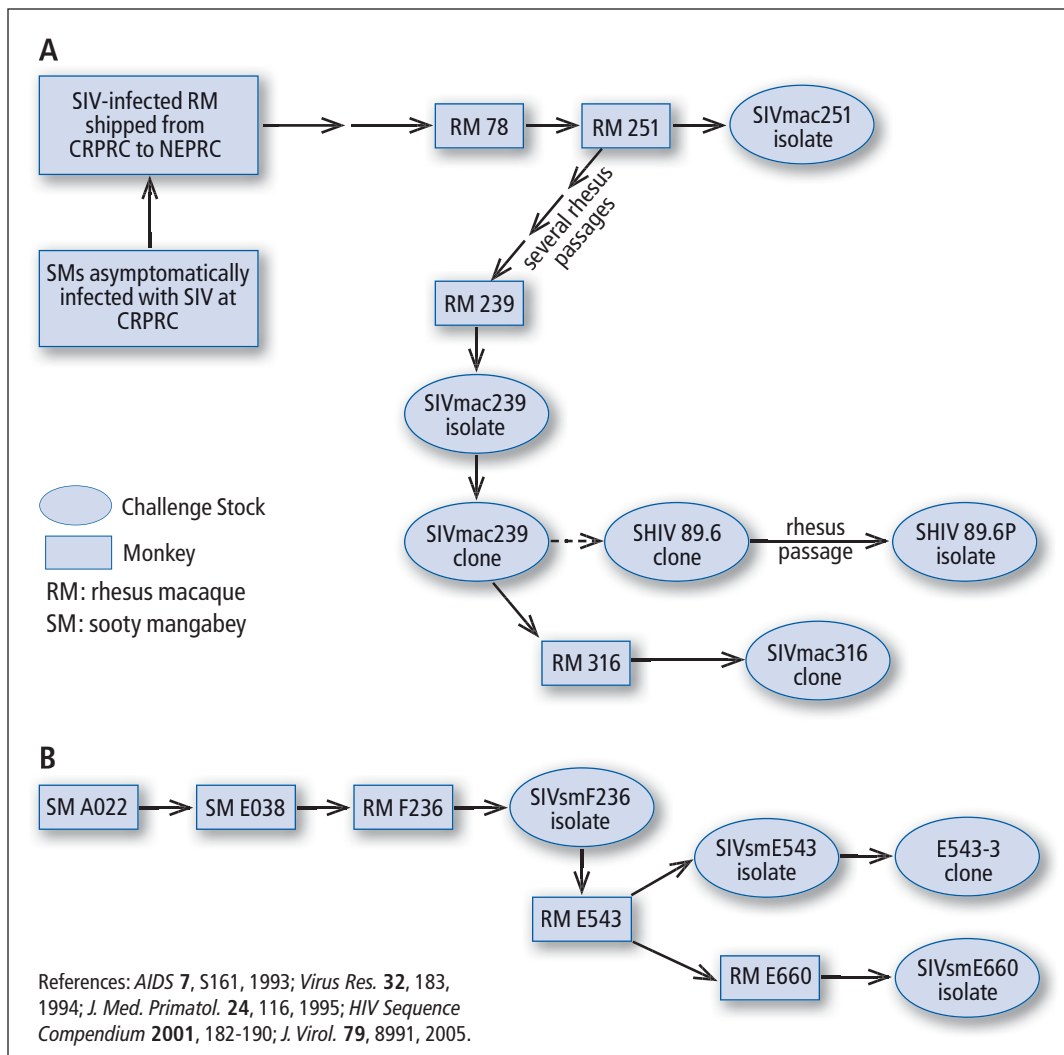 A
SIV-infected RM
shipped from
CRPRC to NEPRC
RM 78
RM 251
SIVmac251
isolate
several rhesus
passages
SMs asymptomatically
infected with SIV at
CRPRC
RM 239
SIVmac239
isolate
Challenge Stock
Monkey
RM: rhesus macaque
SM: sooty mangabey
SIVmac239
clone
SHIV 89.6
clone
rhesus
passage
SHIV 89.6P
isolate
RM 316
SIVmac316
clone
B
SM A022
SM E038
RM F236
SIVsmF236
isolate
SIVsmE543
isolate
E543-3
clone
RM E543
RM E660
SIVsmE660
isolate
References: AIDS 7, S161, 1993; Virus Res. 32, 183,
1994; J. Med. Primatol. 24, 116, 1995; HIV Sequence
Compendium 2001, 182-190; J. Virol. 79, 8991, 2005.